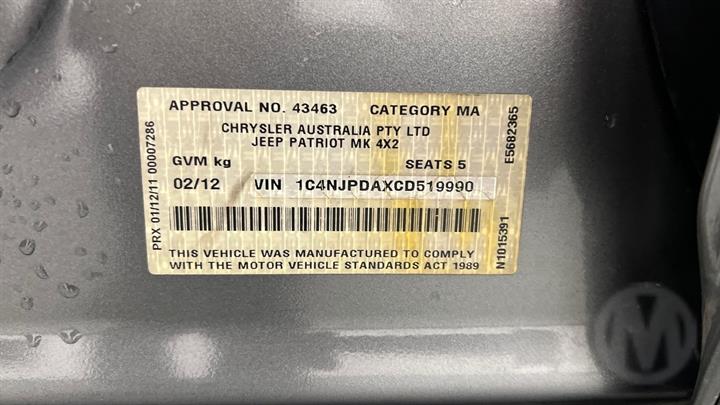 APPROVAL NO. 43463 CATEGORY MA
CHRYSLER AUSTRALIA PTY LTD
JEEP PATRIOT MK 4X2
GVM kg SEATS 5
02/12 VIN 1C4NJPDAXCD519990
THIS VEHICLE WAS MANUFACTURED TO COMPLY
WITH THE MOTOR VEHICLE STANDARDS ACT 1989
PRX 01/12/11 00007286
E5682365
N1015391
M